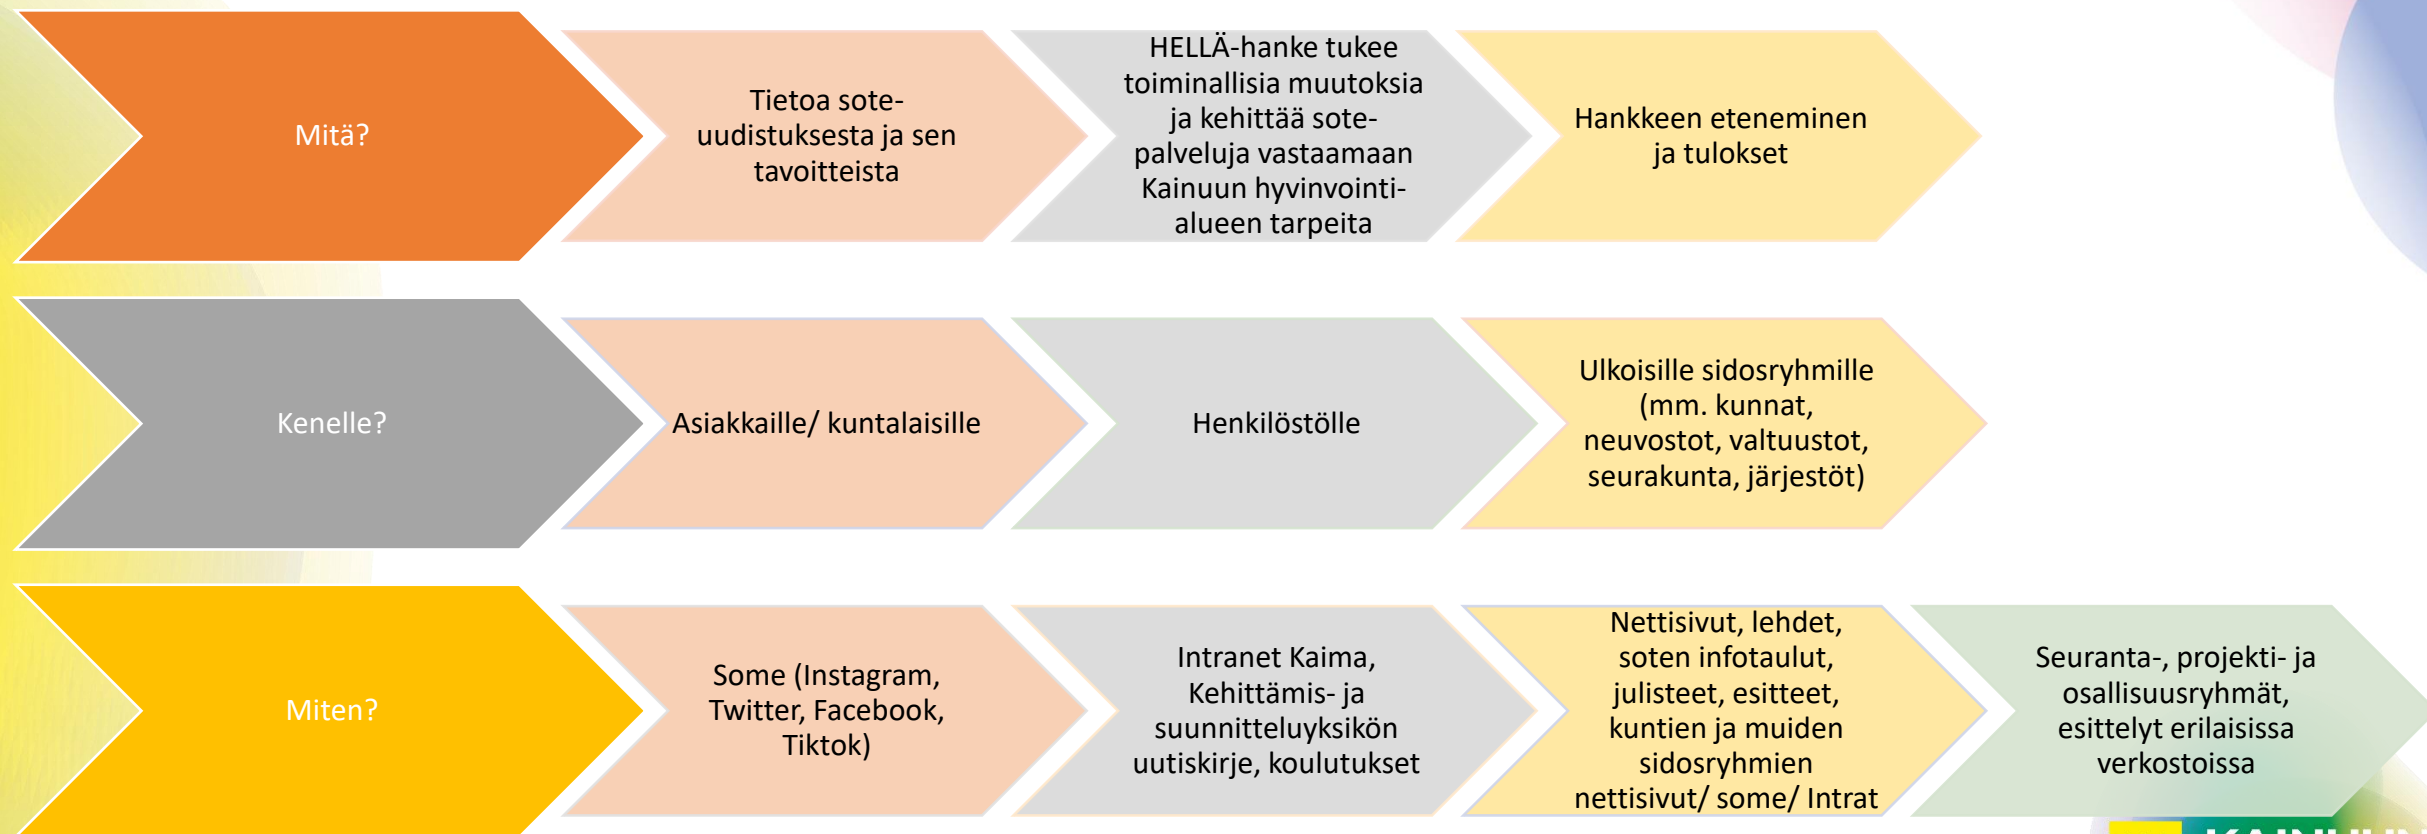 Mitä?
Tietoa sote-
uudistuksesta ja sen
tavoitteista
HELLÄ-hanke tukee
toiminallisia muutoksia
ja kehittää sote-
palveluja vastaamaan
Kainuun hyvinvointi-
alueen tarpeita
Hankkeen eteneminen
ja tulokset
Kenelle?
Asiakkaille/ kuntalaisille
Henkilöstölle
Ulkoisille sidosryhmille
(mm. kunnat,
neuvostot, valtuustot,
seurakunta, järjestöt)
Miten?
Some (Instagram,
Twitter, Facebook,
Tiktok)
Intranet Kaima,
Kehittämis- ja
suunnitteluyksikön
uutiskirje, koulutukset
Nettisivut, lehdet,
soten infotaulut,
julisteet, esitteet,
kuntien ja muiden
sidosryhmien
nettisivut/ some/ Intrat
Seuranta-, projekti- ja
osallisuusryhmät,
esittelyt erilaisissa
verkostoissa